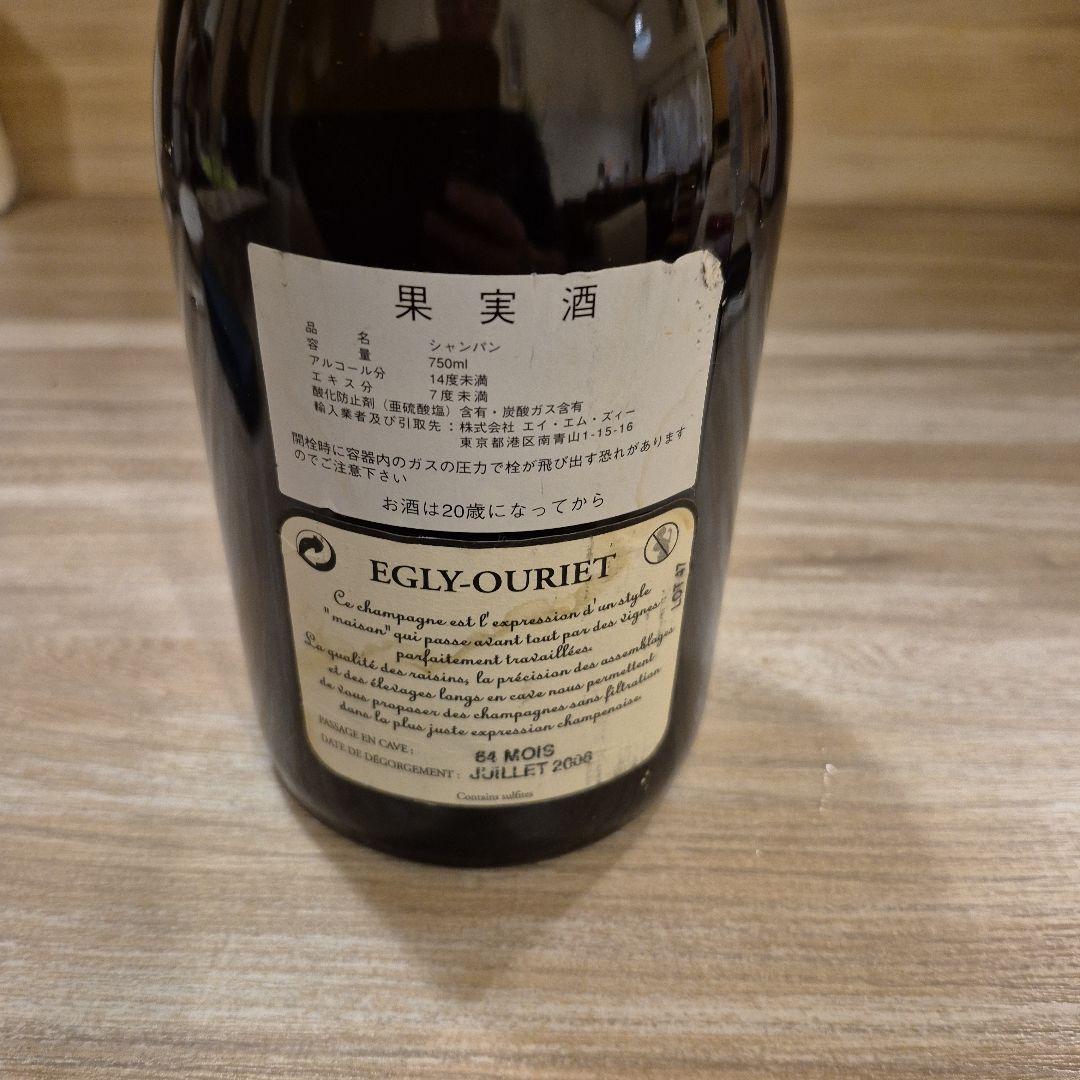 果実酒
品名 シャンパン
容量 750ml
アルコール分 14度未満
エキス分 7度未満
酸化防止剤（亜硫酸塩）含有・炭酸ガス含有
輸入業者及び引取先：株式会社 エイ・エム・ズィー
東京都港区南青山1-15-16
開栓時に容器内のガスの圧力で栓が飛び出す恐れがあります
のでご注意下さい
お酒は20歳になってから
EGLY-OURIET
Ce champagne est l'expression d'un style
"maison" qui passe avant tout par des vignes
parfaitement travaillées.
La qualité des raisins, la précision des assemblages
et des élevages longs en cave nous permettent
de vous proposer des champagnes sans filtration
dans la plus juste expression champenoise.
PASSAGE EN CAVE : 64 MOIS
DATE DE DÉGORGEMENT : JUILLET 2006
Contains sulfites
LOT 47